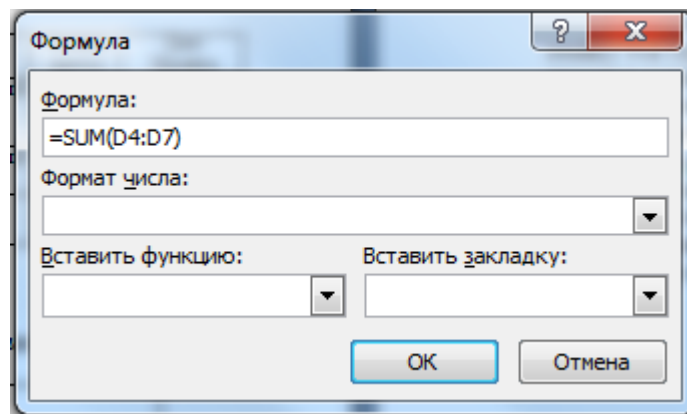 Формула
Формула:
=SUM(D4:D7)
Формат числа:
Вставить функцию:
Вставить закладку:
ОК
Отмена